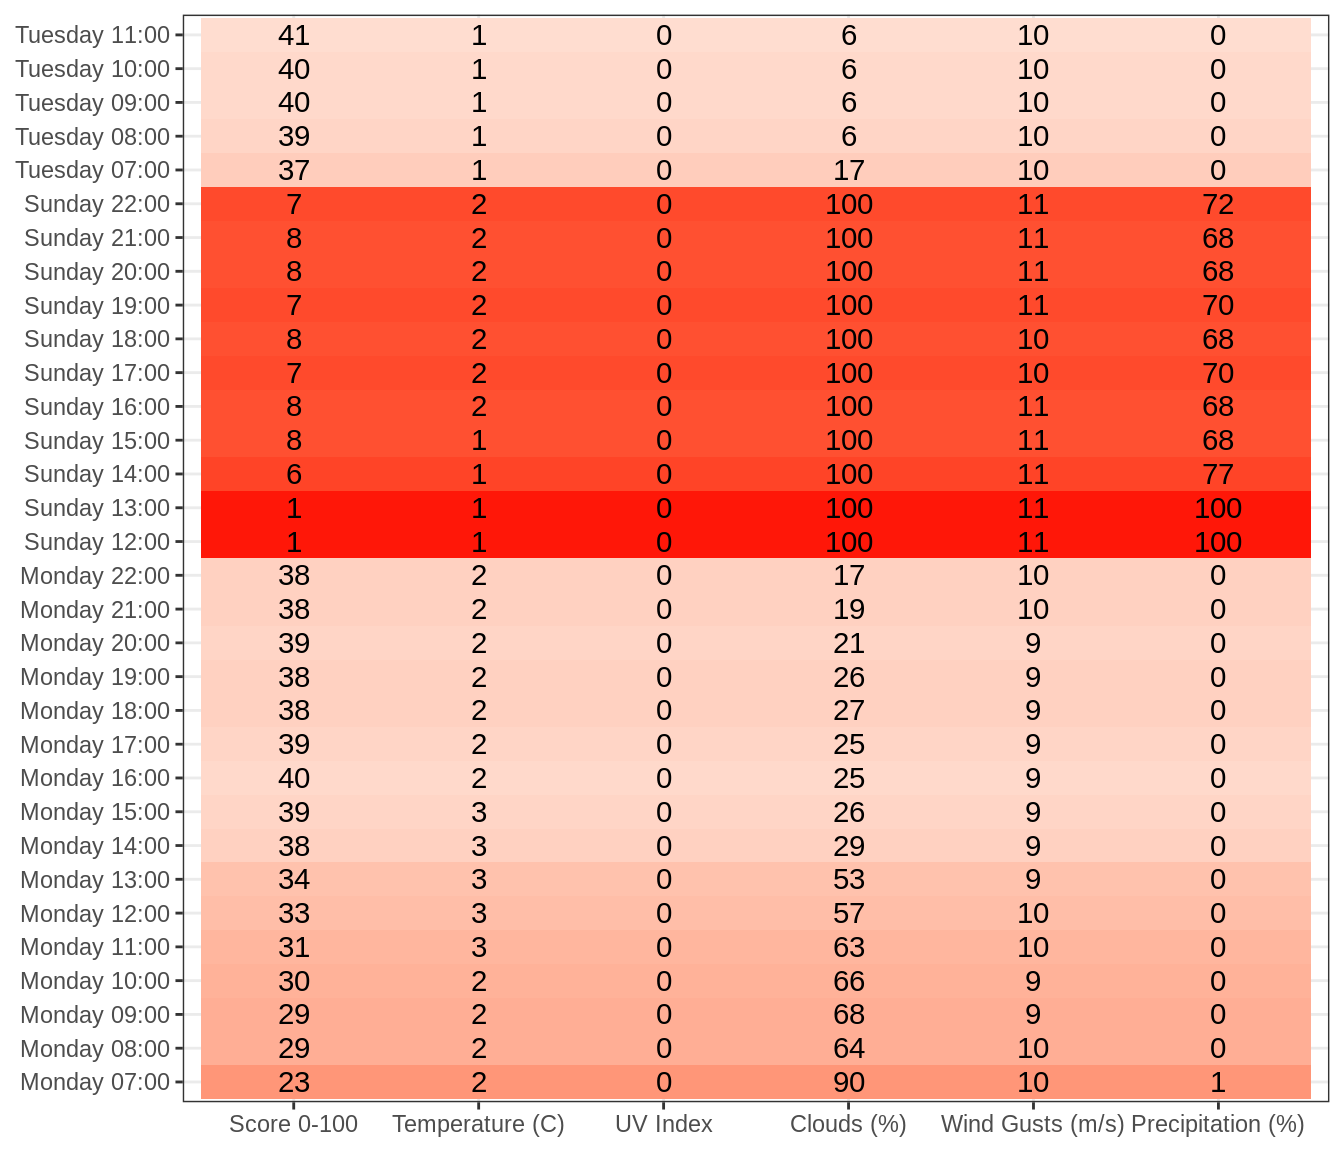 Tuesday 11:00 41 1 0 6 10 0
Tuesday 10:00 40 1 0 6 10 0
Tuesday 09:00 40 1 0 6 10 0
Tuesday 08:00 39 1 0 6 10 0
Tuesday 07:00 37 1 0 17 10 0
Sunday 22:00 7 2 0 100 11 72
Sunday 21:00 8 2 0 100 11 68
Sunday 20:00 8 2 0 100 11 68
Sunday 19:00 7 2 0 100 11 70
Sunday 18:00 8 2 0 100 10 68
Sunday 17:00 7 2 0 100 10 70
Sunday 16:00 8 2 0 100 11 68
Sunday 15:00 8 1 0 100 11 68
Sunday 14:00 6 1 0 100 11 77
Sunday 13:00 1 1 0 100 11 100
Sunday 12:00 1 1 0 100 11 100
Monday 22:00 38 2 0 17 10 0
Monday 21:00 38 2 0 19 10 0
Monday 20:00 39 2 0 21 9 0
Monday 19:00 38 2 0 26 9 0
Monday 18:00 38 2 0 27 9 0
Monday 17:00 39 2 0 25 9 0
Monday 16:00 40 2 0 25 9 0
Monday 15:00 39 3 0 26 9 0
Monday 14:00 38 3 0 29 9 0
Monday 13:00 34 3 0 53 9 0
Monday 12:00 33 3 0 57 10 0
Monday 11:00 31 3 0 63 10 0
Monday 10:00 30 2 0 66 9 0
Monday 09:00 29 2 0 68 9 0
Monday 08:00 29 2 0 64 10 0
Monday 07:00 23 2 0 90 10 1
Score 0-100 Temperature (C) UV Index Clouds (%) Wind Gusts (m/s) Precipitation (%)